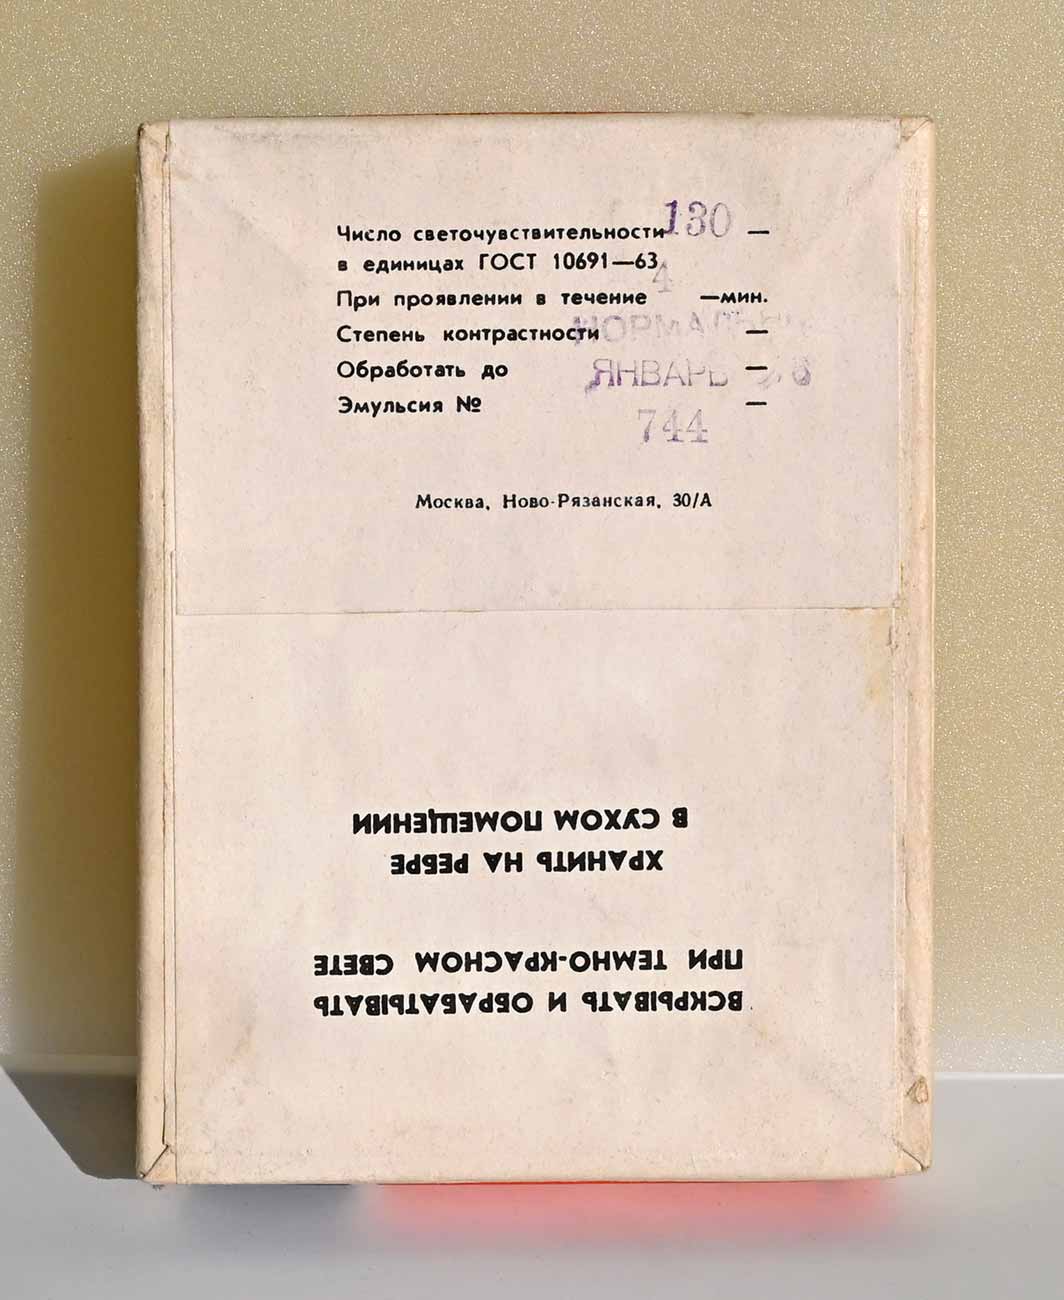 Число светочувствительности 130 —
в единицах ГОСТ 10691—63
При проявлении в течение 4 —мин.
Степень контрастности —
Обработать до ЯНВАРЬ —
Эмульсия № 744 —
Москва, Ново-Рязанская, 30/А
ВСКРЫВАТЬ И ОБРАБАТЫВАТЬ
ПРИ ТЕМНО-КРАСНОМ СВЕТЕ
ХРАНИТЬ НА РЕБРЕ
В СУХОМ ПОМЕЩЕНИИ